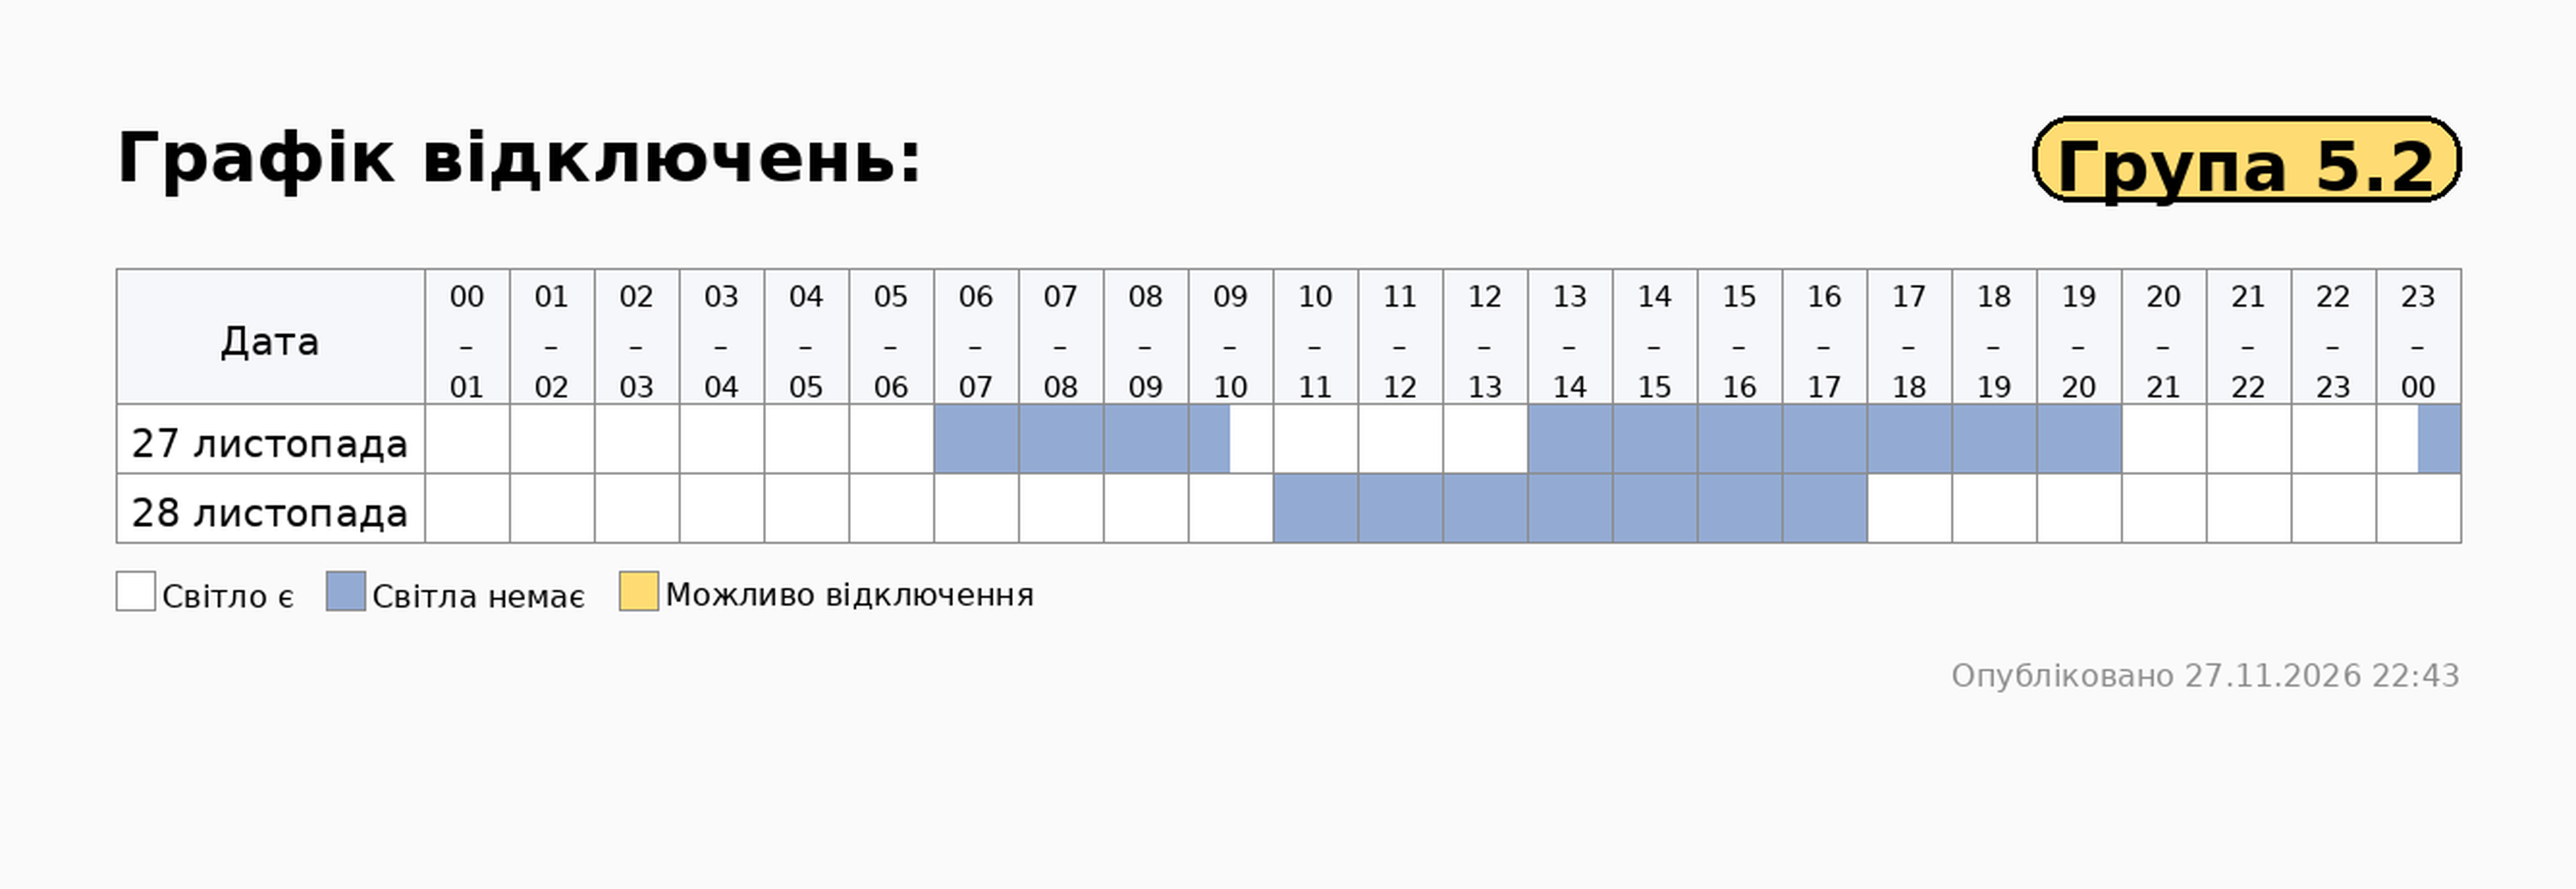 Графік відключень:
Група 5.2
Дата
00 – 01
01 – 02
02 – 03
03 – 04
04 – 05
05 – 06
06 – 07
07 – 08
08 – 09
09 – 10
10 – 11
11 – 12
12 – 13
13 – 14
14 – 15
15 – 16
16 – 17
17 – 18
18 – 19
19 – 20
20 – 21
21 – 22
22 – 23
23 – 00
27 листопада
28 листопада
Світло є
Світла немає
Можливо відключення
Опубліковано 27.11.2026 22:43